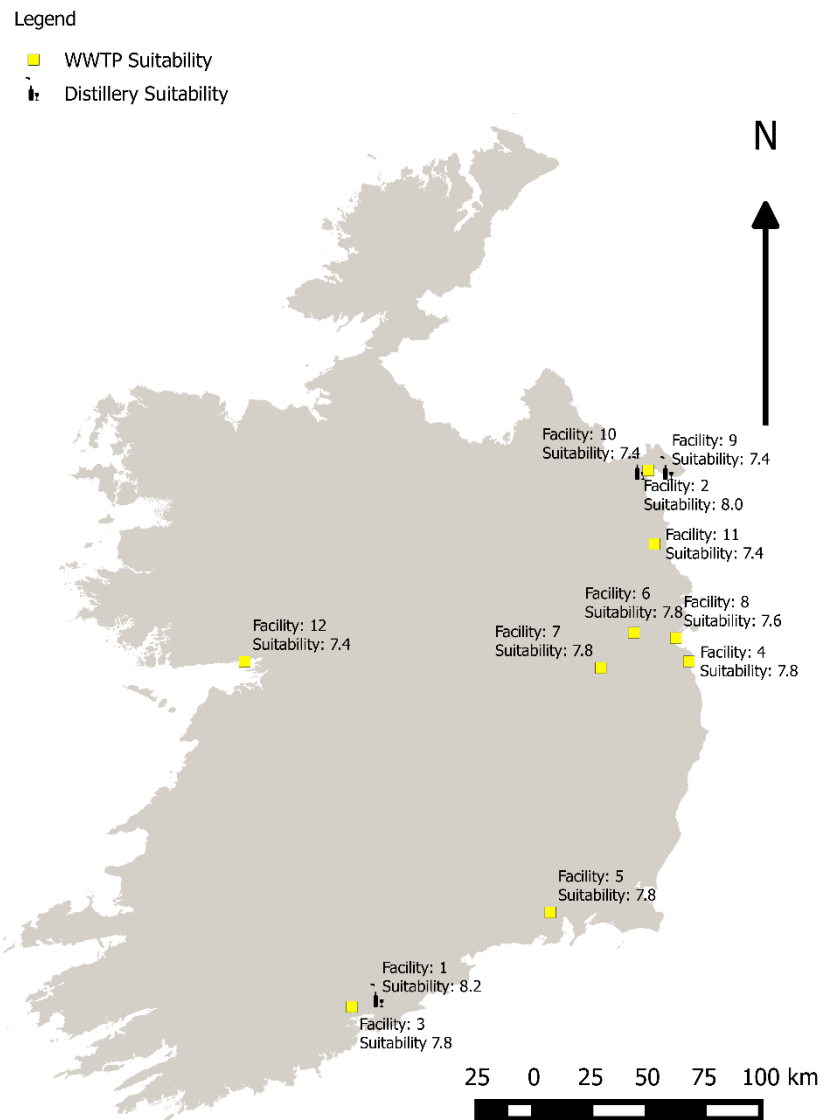 Legend
WWTP Suitability
Distillery Suitability
N
Facility: 10
Suitability: 7.4
Facility: 9
Suitability: 7.4
Facility: 2
Suitability: 8.0
Facility: 11
Suitability: 7.4
Facility: 6
Suitability: 7.8
Facility: 8
Suitability: 7.6
Facility: 7
Suitability: 7.8
Facility: 4
Suitability: 7.8
Facility: 12
Suitability: 7.4
Facility: 5
Suitability: 7.8
Facility: 1
Suitability: 8.2
Facility: 3
Suitability 7.8
25 0 25 50 75 100 km